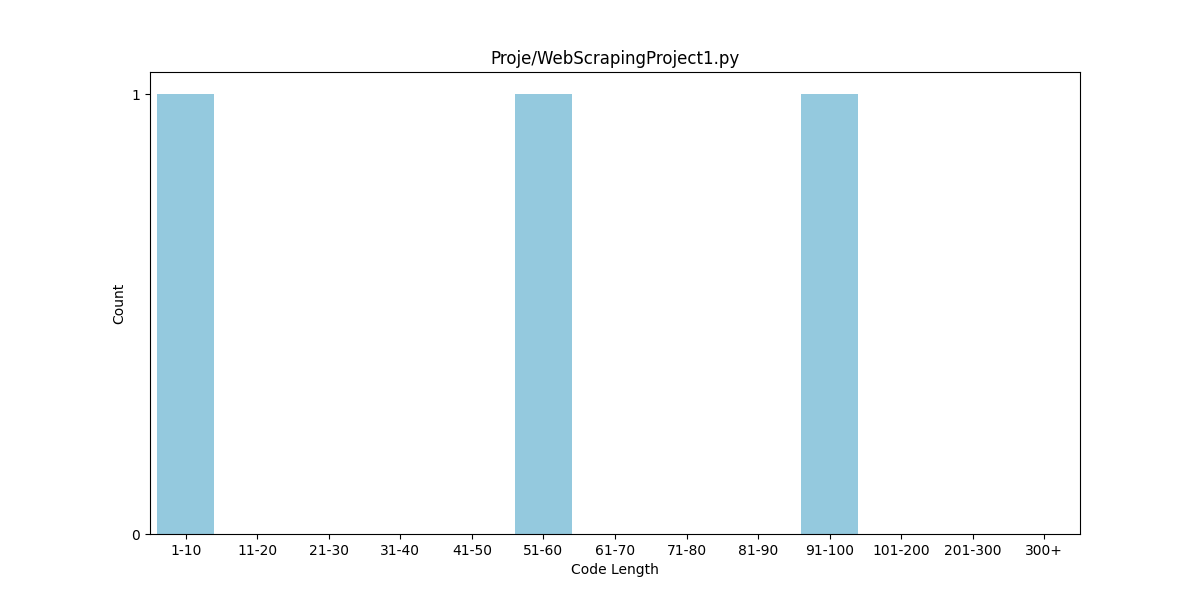 Proje/WebScrapingProject1.py
1
Count
0
1-10 11-20 21-30 31-40 41-50 51-60 61-70 71-80 81-90 91-100 101-200 201-300 300+
Code Length